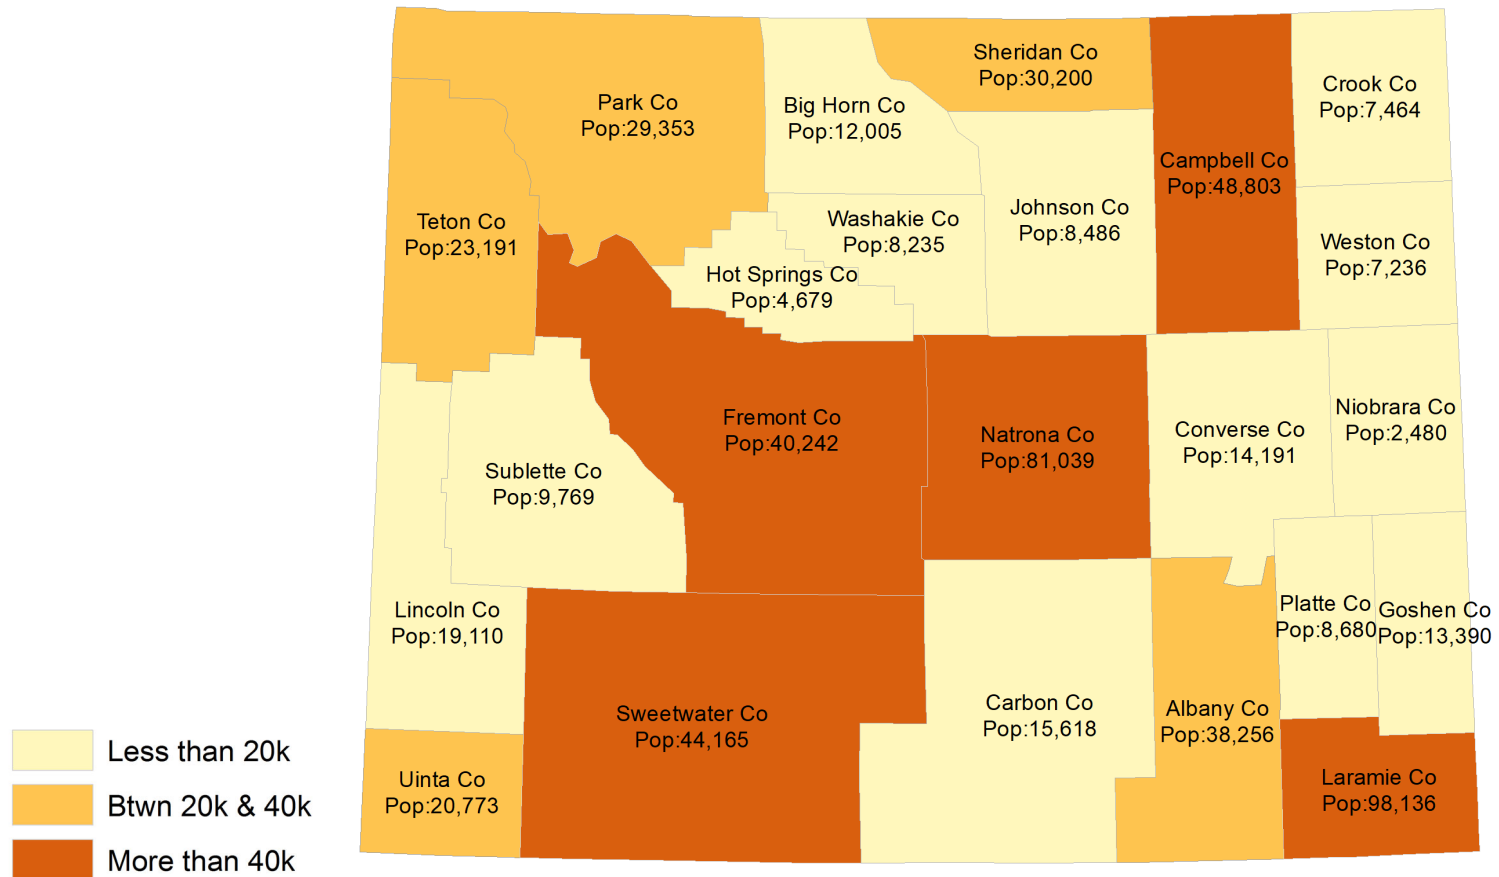 Sheridan Co
Pop:30,200
Crook Co
Pop:7,464
Park Co
Pop:29,353
Big Horn Co
Pop:12,005
Campbell Co
Pop:48,803
Teton Co
Pop:23,191
Washakie Co
Pop:8,235
Johnson Co
Pop:8,486
Weston Co
Pop:7,236
Hot Springs Co
Pop:4,679
Fremont Co
Pop:40,242
Natrona Co
Pop:81,039
Converse Co
Pop:14,191
Niobrara Co
Pop:2,480
Sublette Co
Pop:9,769
Lincoln Co
Pop:19,110
Platte Co
Pop:8,680
Goshen Co
Pop:13,390
Sweetwater Co
Pop:44,165
Carbon Co
Pop:15,618
Albany Co
Pop:38,256
Uinta Co
Pop:20,773
Laramie Co
Pop:98,136
Less than 20k
Btwn 20k & 40k
More than 40k